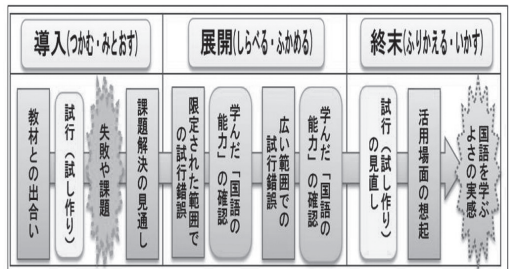 導入(つかむ・みとおす)
教材との出合い
試行(試し作り)
失敗や課題
課題解決の見通し
展開(しらべる・ふかめる)
限定された範囲で
の試行錯誤
学んだ「国語の
能力」の確認
広い範囲での
試行錯誤
学んだ「国語の
能力」の確認
終末(ふりかえる・いかす)
試行(試し作り)
の見直し
活用場面の想起
国語を学ぶ
よさの実感